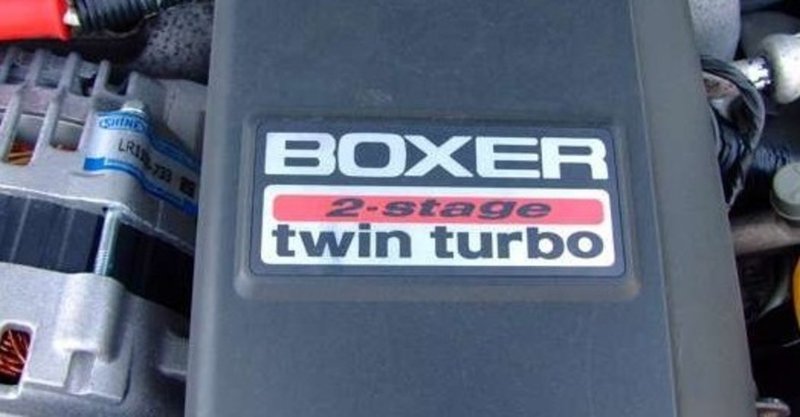 BOXER
2-stage
twin turbo